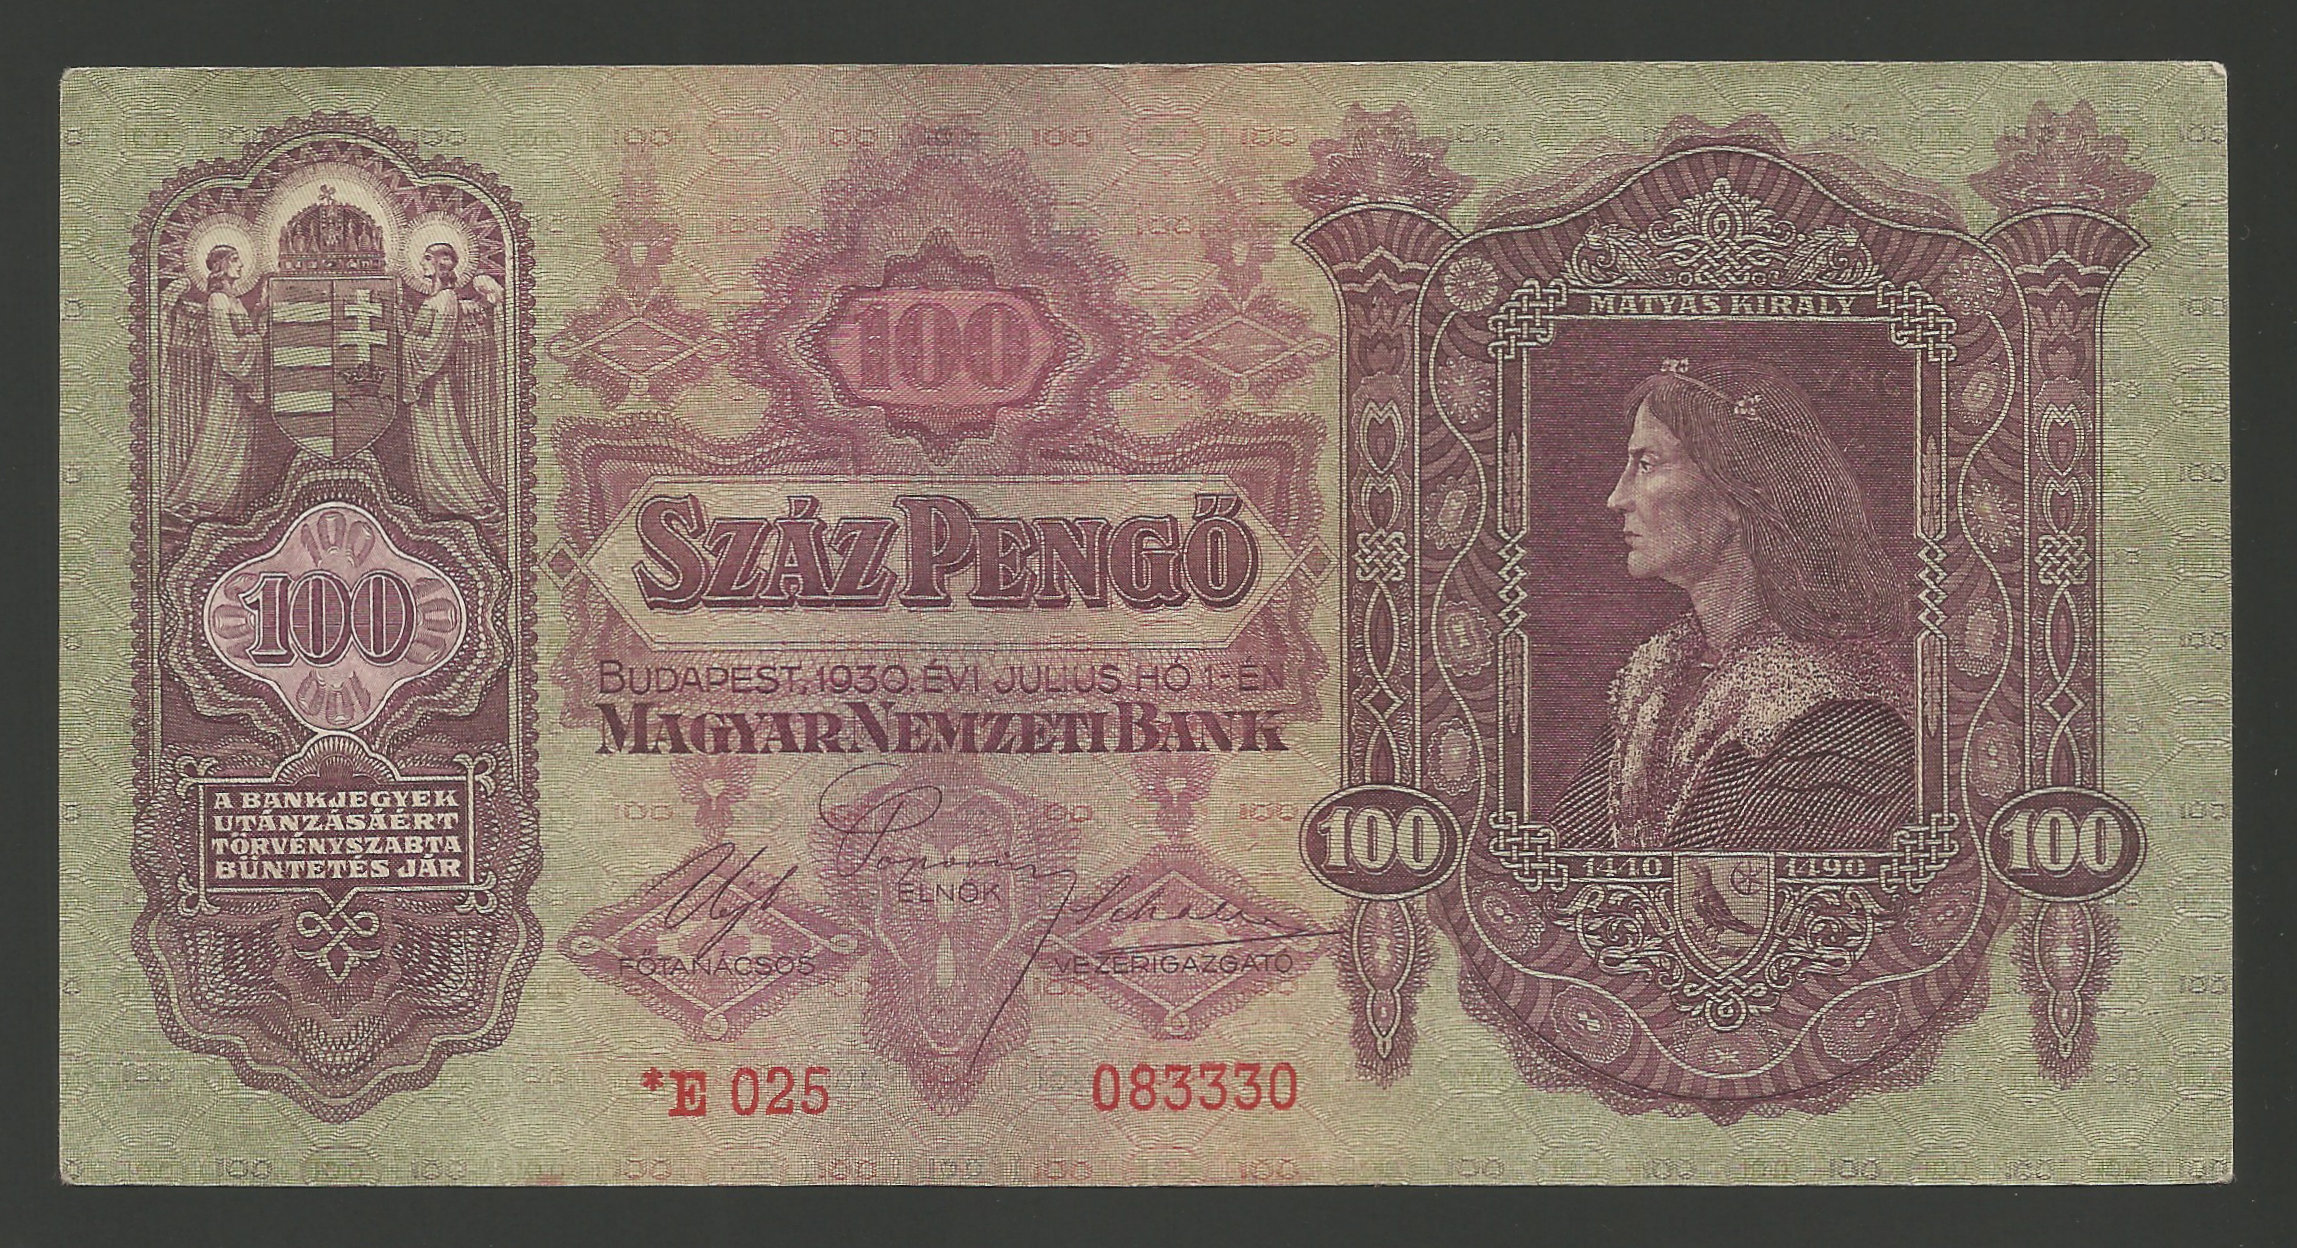 100
A BANKJEGYEK
UTÁNZÁSÁÉRT
TÖRVÉNYSZABTA
BÜNTETÉS JÁR
100
SZÁZ PENGŐ
BUDAPEST, 1930. ÉVI JULIUS HÓ 1-ÉN
MAGYAR NEMZETI BANK
ELNÖK
FŐTANÁCSOS
VEZÉRIGAZGATÓ
*E 025 083330
MÁTYÁS KIRÁLY
100
1440 1490
100